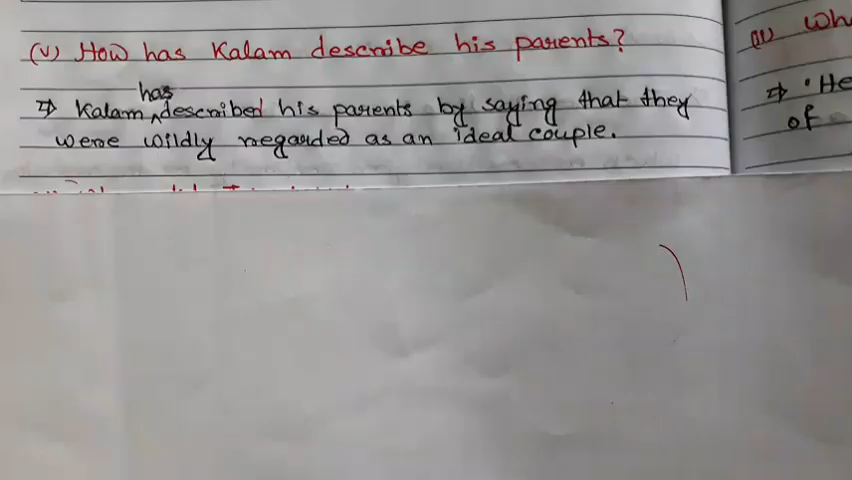 (v) How has Kalam describe his parents?
⇒ Kalam has described his parents by saying that they
were wildly regarded as an ideal couple.
(ii) Wh
⇒ "He
of